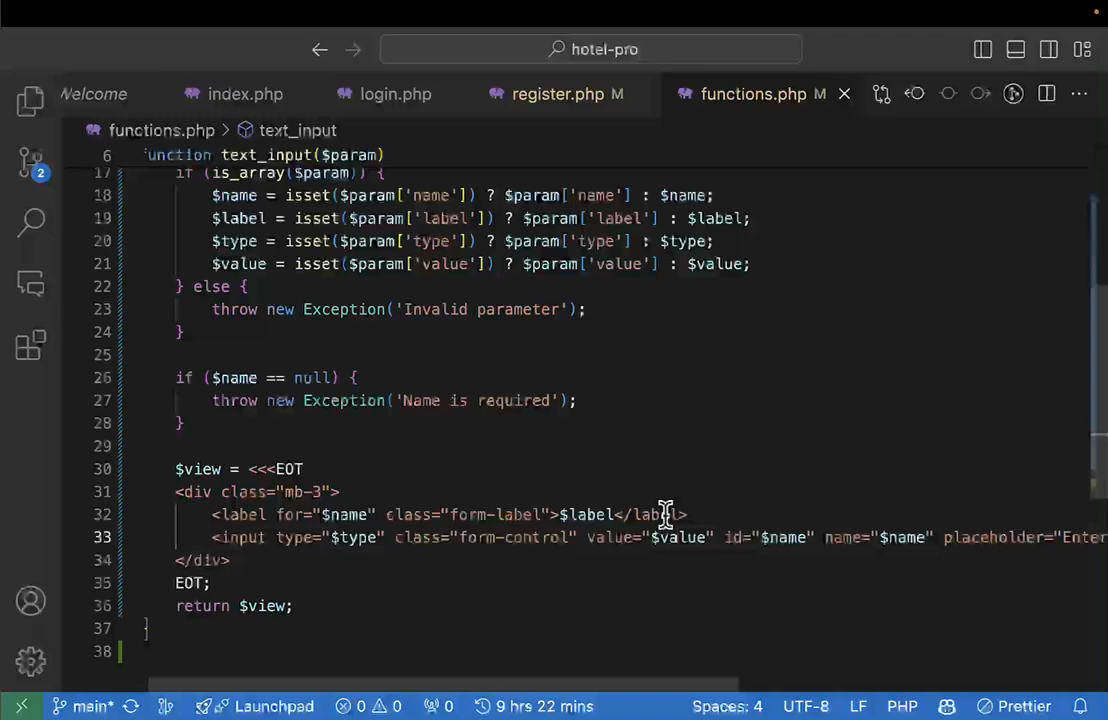 hotel-pro
Welcome index.php login.php register.php M functions.php M
functions.php > text_input
6 function text_input($param)
17 if (is_array($param)) {
18 $name = isset($param['name']) ? $param['name'] : $name;
19 $label = isset($param['label']) ? $param['label'] : $label;
20 $type = isset($param['type']) ? $param['type'] : $type;
21 $value = isset($param['value']) ? $param['value'] : $value;
22 } else {
23 throw new Exception('Invalid parameter');
24 }
25
26 if ($name == null) {
27 throw new Exception('Name is required');
28 }
29
30 $view = <<<EOT
31 <div class="mb-3">
32 <label for="$name" class="form-label">$label</label>
33 <input type="$type" class="form-control" value="$value" id="$name" name="$name" placeholder="Enter
34 </div>
35 EOT;
36 return $view;
37 }
38
2
main* Launchpad 0 0 0 9 hrs 22 mins Spaces: 4 UTF-8 LF PHP Prettier